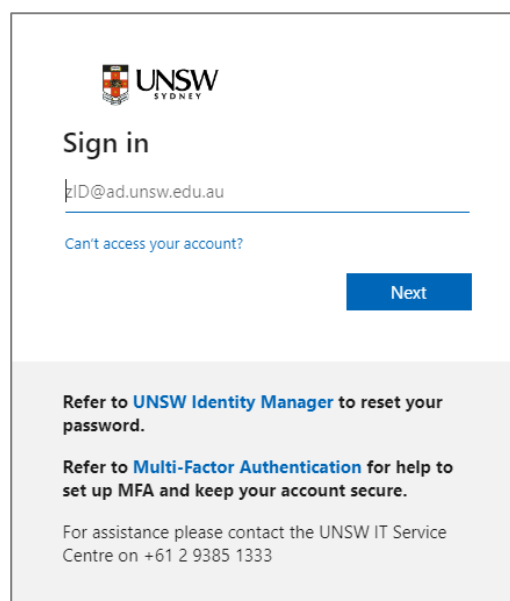 UNSW
SYDNEY
Sign in
zID@ad.unsw.edu.au
Can't access your account?
Next
Refer to UNSW Identity Manager to reset your
password.
Refer to Multi-Factor Authentication for help to
set up MFA and keep your account secure.
For assistance please contact the UNSW IT Service
Centre on +61 2 9385 1333